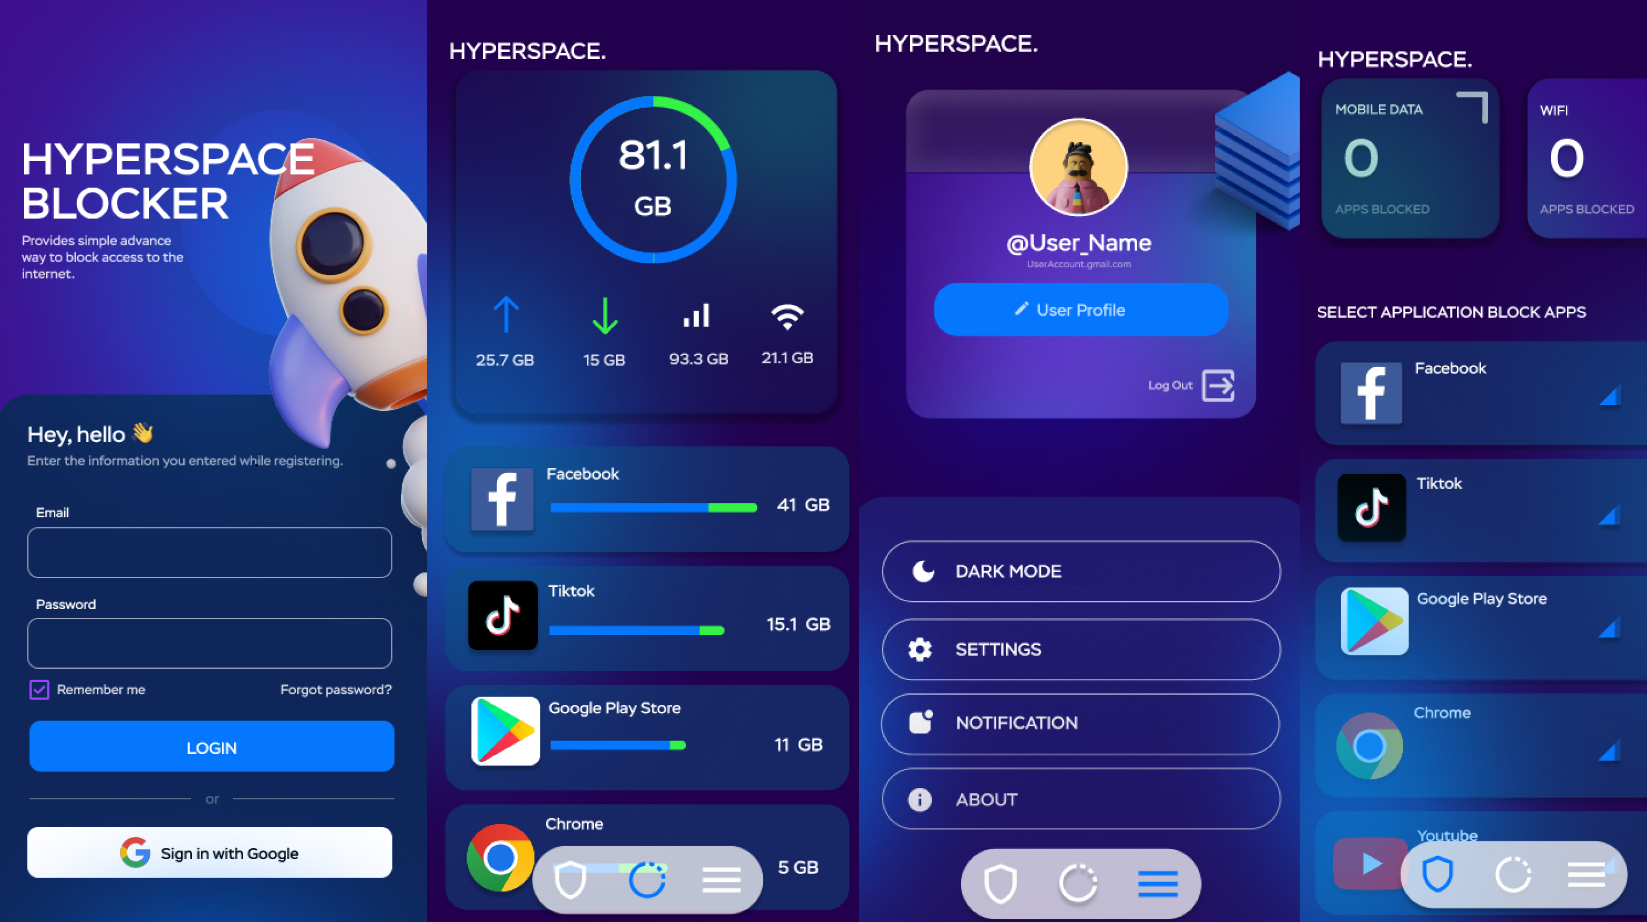 HYPERSPACE
BLOCKER
Provides simple advance
way to block access to the
internet.
Hey, hello 👋
Enter the information you entered while registering.
Email
Password
Remember me
Forgot password?
LOGIN
or
Sign in with Google
HYPERSPACE.
81.1
GB
25.7 GB
15 GB
93.3 GB
21.1 GB
Facebook
41 GB
Tiktok
15.1 GB
Google Play Store
11 GB
Chrome
5 GB
HYPERSPACE.
@User_Name
UserAccount.gmail.com
User Profile
Log Out
DARK MODE
SETTINGS
NOTIFICATION
ABOUT
HYPERSPACE.
MOBILE DATA
0
APPS BLOCKED
WIFI
0
APPS BLOCKED
SELECT APPLICATION BLOCK APPS
Facebook
Tiktok
Google Play Store
Chrome
Youtube